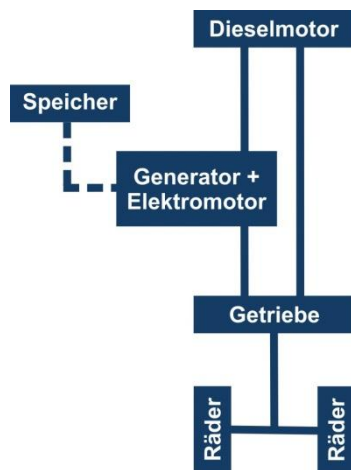 Dieselmotor
Speicher
Generator +
Elektromotor
Getriebe
Räder
Räder